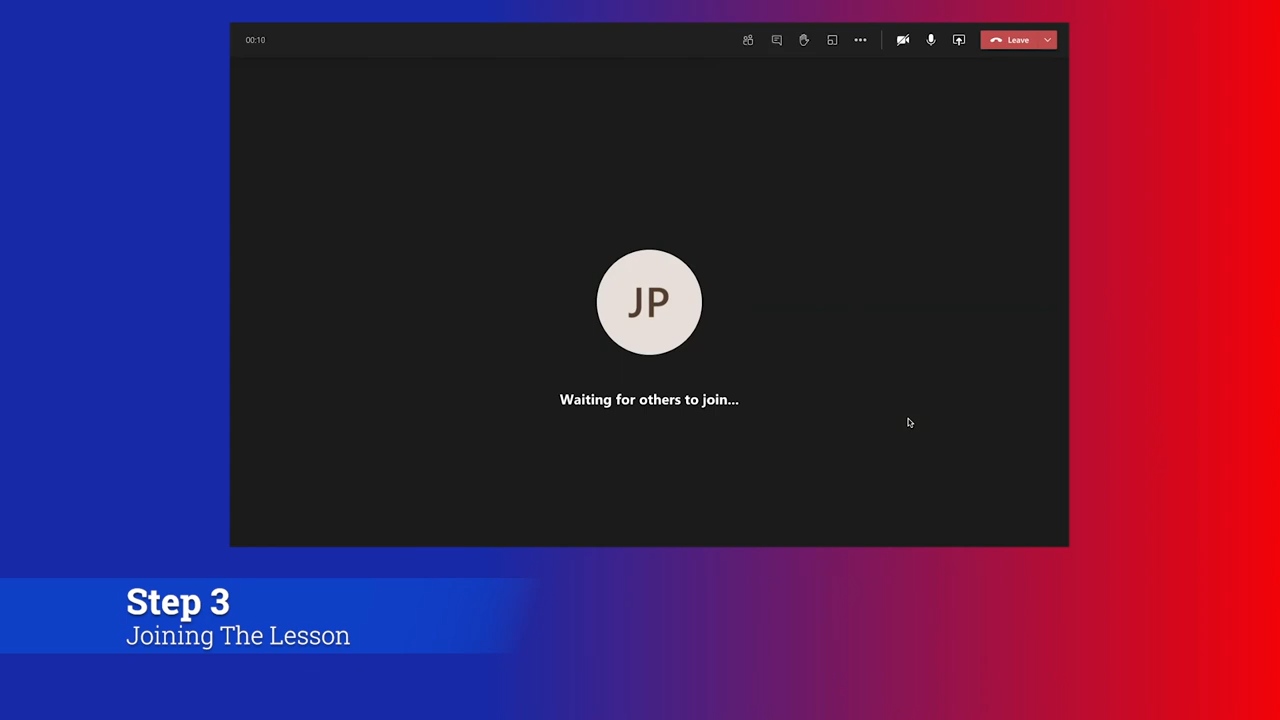 00:10
Leave
JP
Waiting for others to join...
Step 3
Joining The Lesson